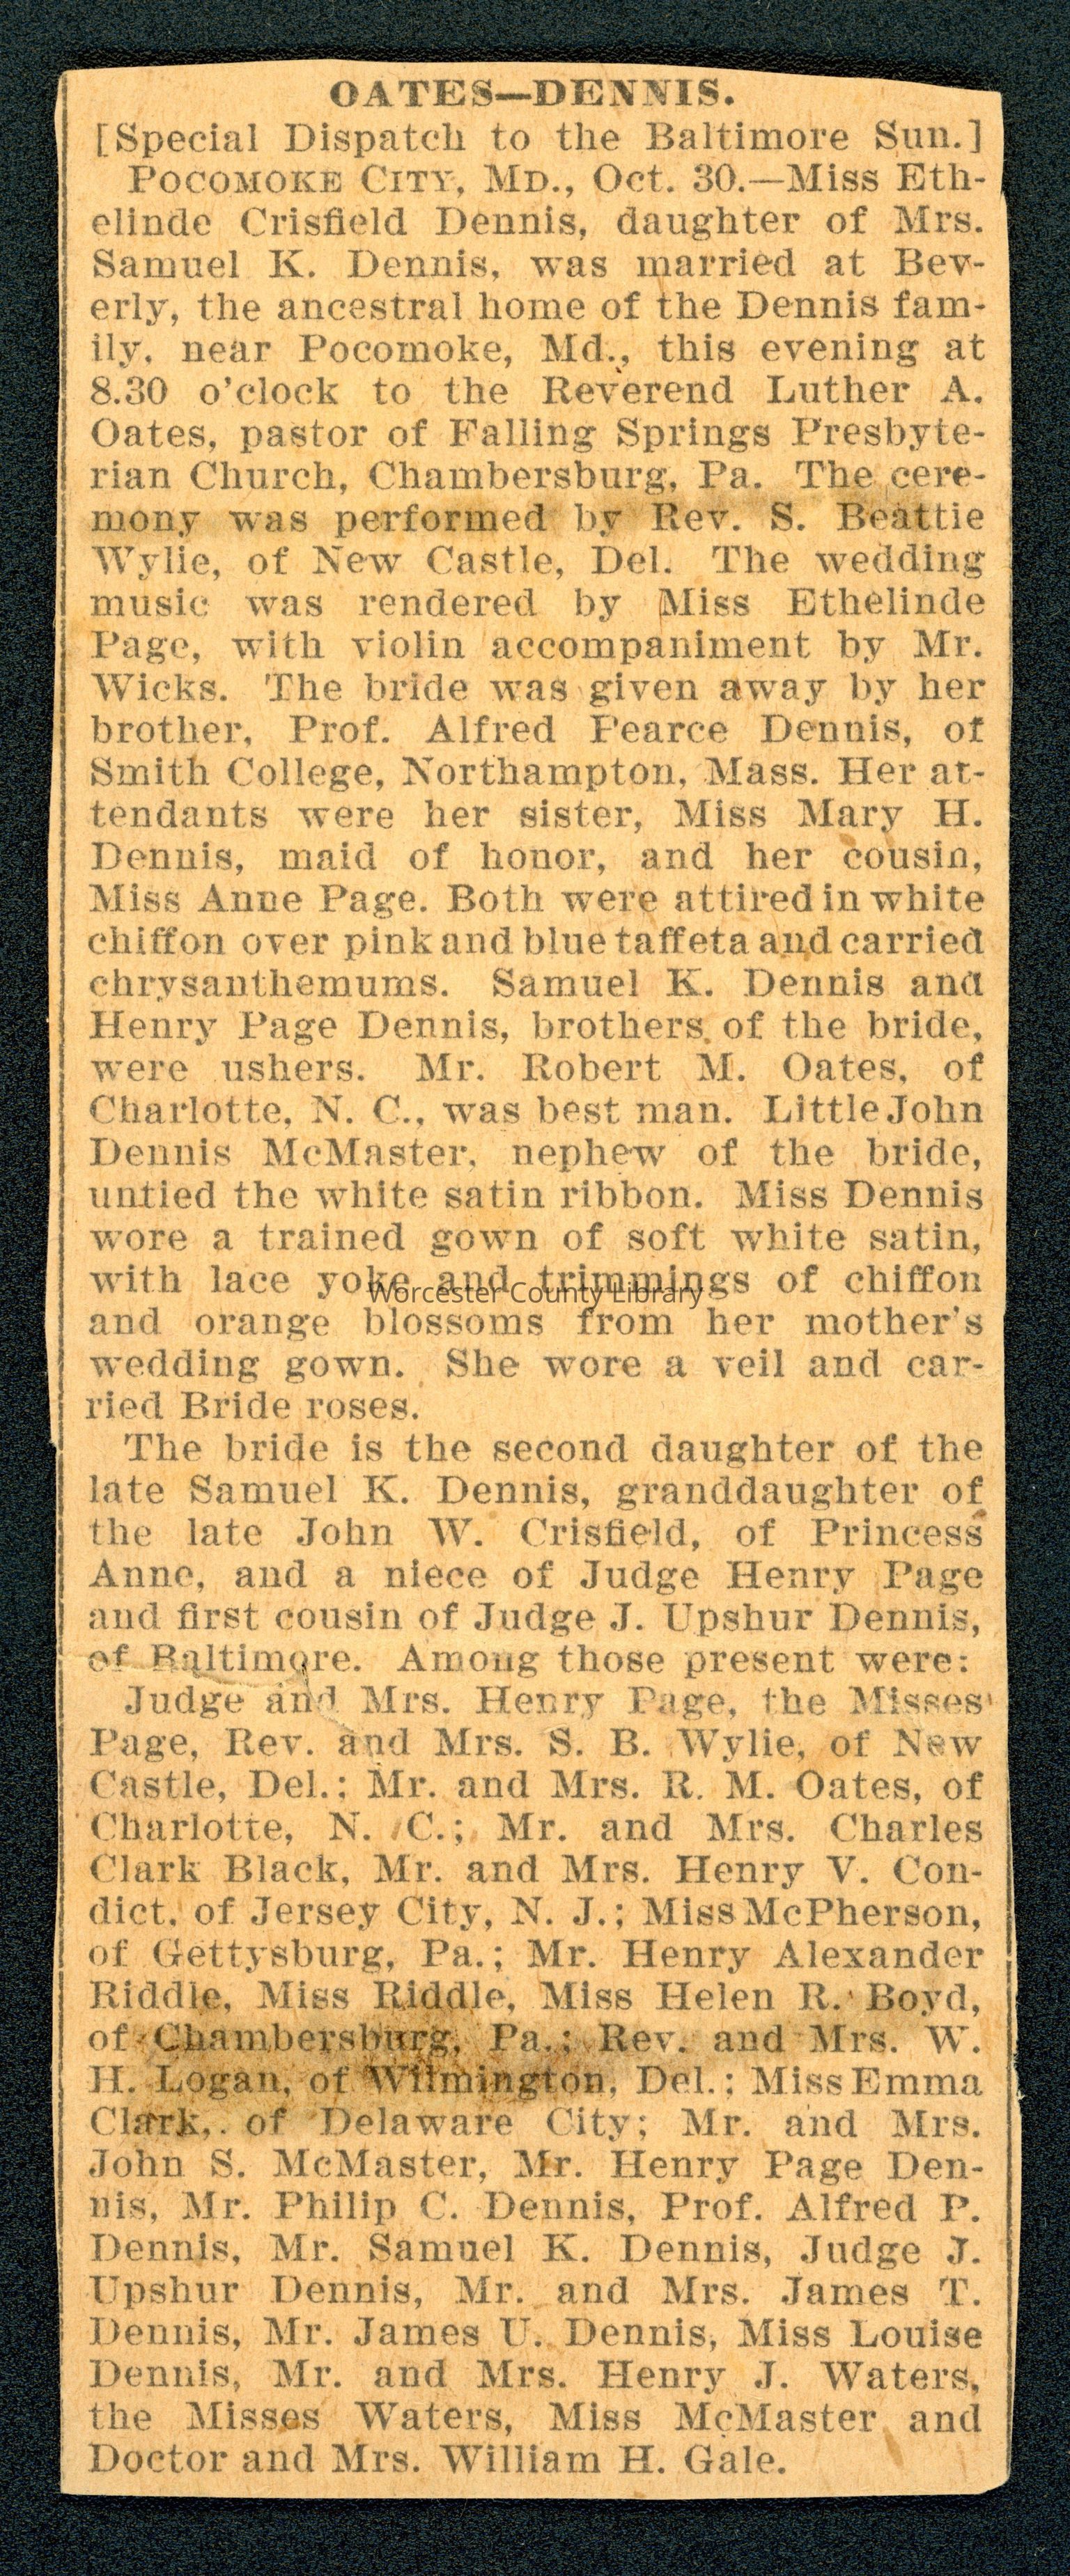 OATES—DENNIS.
[Special Dispatch to the Baltimore Sun.]
POCOMOKE CITY, MD., Oct. 30.—Miss Eth-
elinde Crisfield Dennis, daughter of Mrs.
Samuel K. Dennis, was married at Bev-
erly, the ancestral home of the Dennis fam-
ily, near Pocomoke, Md., this evening at
8.30 o'clock to the Reverend Luther A.
Oates, pastor of Falling Springs Presbyte-
rian Church, Chambersburg, Pa. The cere-
mony was performed by Rev. S. Beattie
Wylie, of New Castle, Del. The wedding
music was rendered by Miss Ethelinde
Page, with violin accompaniment by Mr.
Wicks. The bride was given away by her
brother, Prof. Alfred Pearce Dennis, of
Smith College, Northampton, Mass. Her at-
tendants were her sister, Miss Mary H.
Dennis, maid of honor, and her cousin,
Miss Anne Page. Both were attired in white
chiffon over pink and blue taffeta and carried
chrysanthemums. Samuel K. Dennis and
Henry Page Dennis, brothers of the bride,
were ushers. Mr. Robert M. Oates, of
Charlotte, N. C., was best man. Little John
Dennis McMaster, nephew of the bride,
untied the white satin ribbon. Miss Dennis
wore a trained gown of soft white satin,
with lace yoke and trimmings of chiffon
Worcester County Library
and orange blossoms from her mother's
wedding gown. She wore a veil and car-
ried Bride roses.
The bride is the second daughter of the
late Samuel K. Dennis, granddaughter of
the late John W. Crisfield, of Princess
Anne, and a niece of Judge Henry Page
and first cousin of Judge J. Upshur Dennis,
of Baltimore. Among those present were:
Judge and Mrs. Henry Page, the Misses
Page, Rev. and Mrs. S. B. Wylie, of New
Castle, Del.; Mr. and Mrs. R. M. Oates, of
Charlotte, N. C.; Mr. and Mrs. Charles
Clark Black, Mr. and Mrs. Henry V. Con-
dict, of Jersey City, N. J.; Miss McPherson,
of Gettysburg, Pa.; Mr. Henry Alexander
Riddle, Miss Riddle, Miss Helen R. Boyd,
of Chambersburg, Pa.; Rev. and Mrs. W.
H. Logan, of Wilmington, Del.; Miss Emma
Clark, of Delaware City; Mr. and Mrs.
John S. McMaster, Mr. Henry Page Den-
nis, Mr. Philip C. Dennis, Prof. Alfred P.
Dennis, Mr. Samuel K. Dennis, Judge J.
Upshur Dennis, Mr. and Mrs. James T.
Dennis, Mr. James U. Dennis, Miss Louise
Dennis, Mr. and Mrs. Henry J. Waters,
the Misses Waters, Miss McMaster and
Doctor and Mrs. William H. Gale.